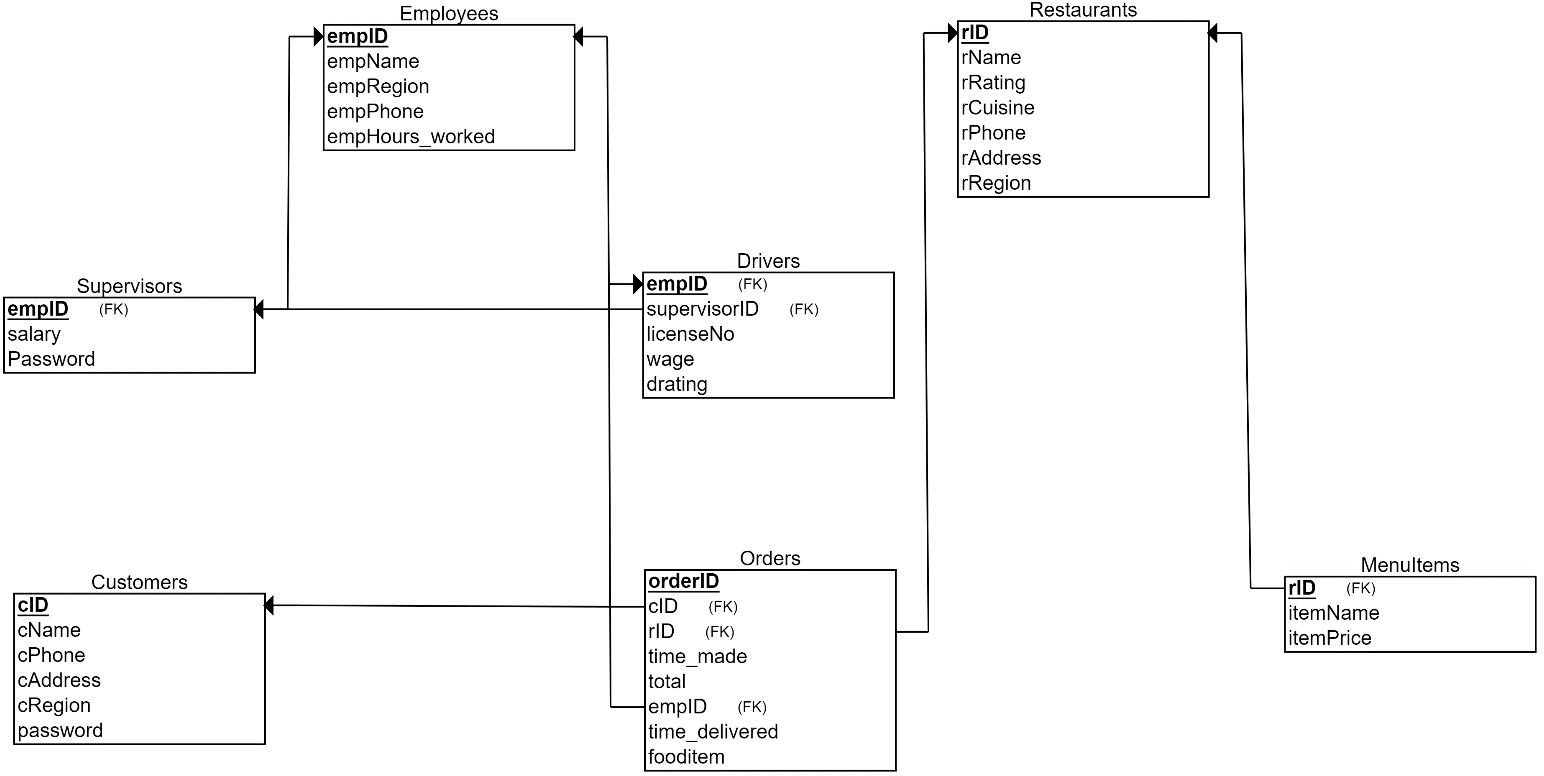 Employees
empID
empName
empRegion
empPhone
empHours_worked
Restaurants
rID
rName
rRating
rCuisine
rPhone
rAddress
rRegion
Supervisors
empID (FK)
salary
Password
Drivers
empID (FK)
supervisorID (FK)
licenseNo
wage
drating
Customers
cID
cName
cPhone
cAddress
cRegion
password
Orders
orderID
cID (FK)
rID (FK)
time_made
total
empID (FK)
time_delivered
fooditem
MenuItems
rID (FK)
itemName
itemPrice